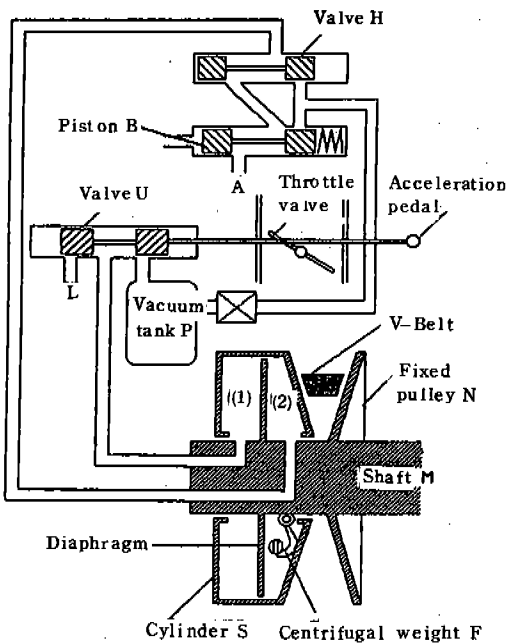 Valve H
Piston B
A
Throttle
valve
Acceleration
pedal
Valve U
L
Vacuum
tank P
V-Belt
Fixed
pulley N
(1)
(2)
Shaft M
Diaphragm
Cylinder S
Centrifugal weight F